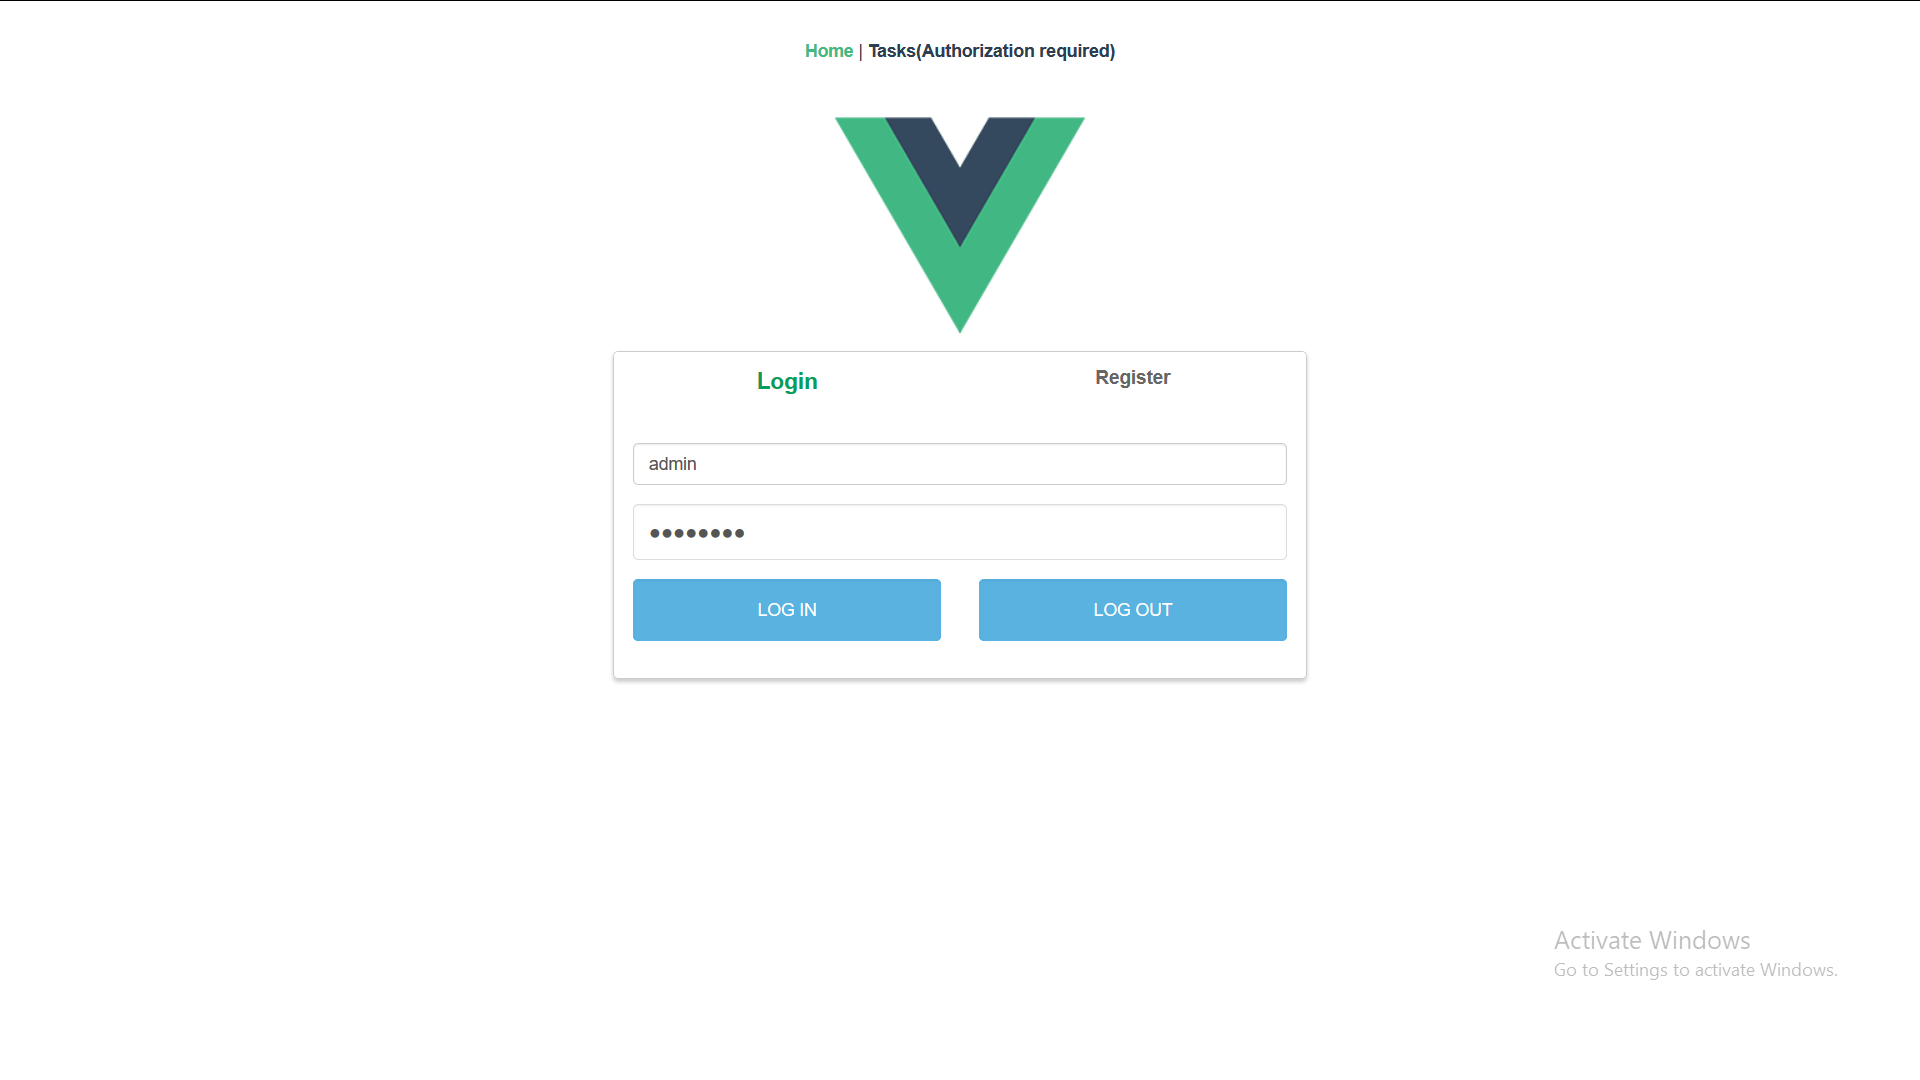 Home | Tasks(Authorization required)
Login Register
admin
••••••••
LOG IN LOG OUT
Activate Windows
Go to Settings to activate Windows.